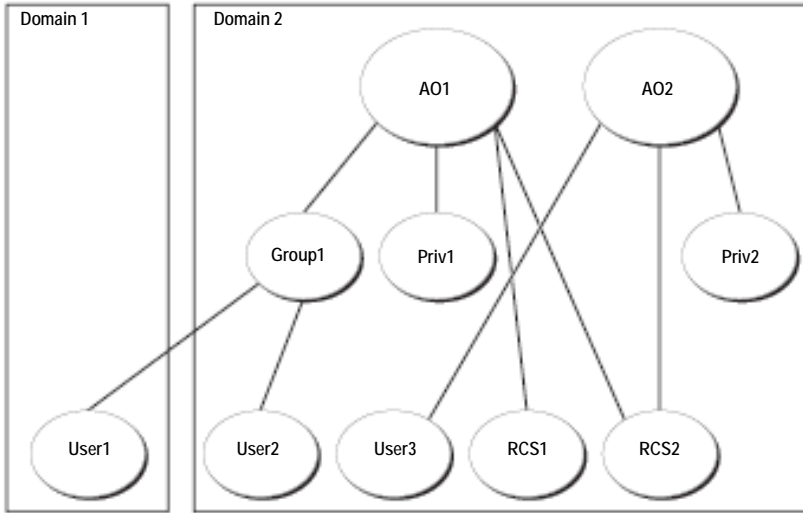 Domain 1
Domain 2
AO1
AO2
Group1
Priv1
Priv2
User1
User2
User3
RCS1
RCS2